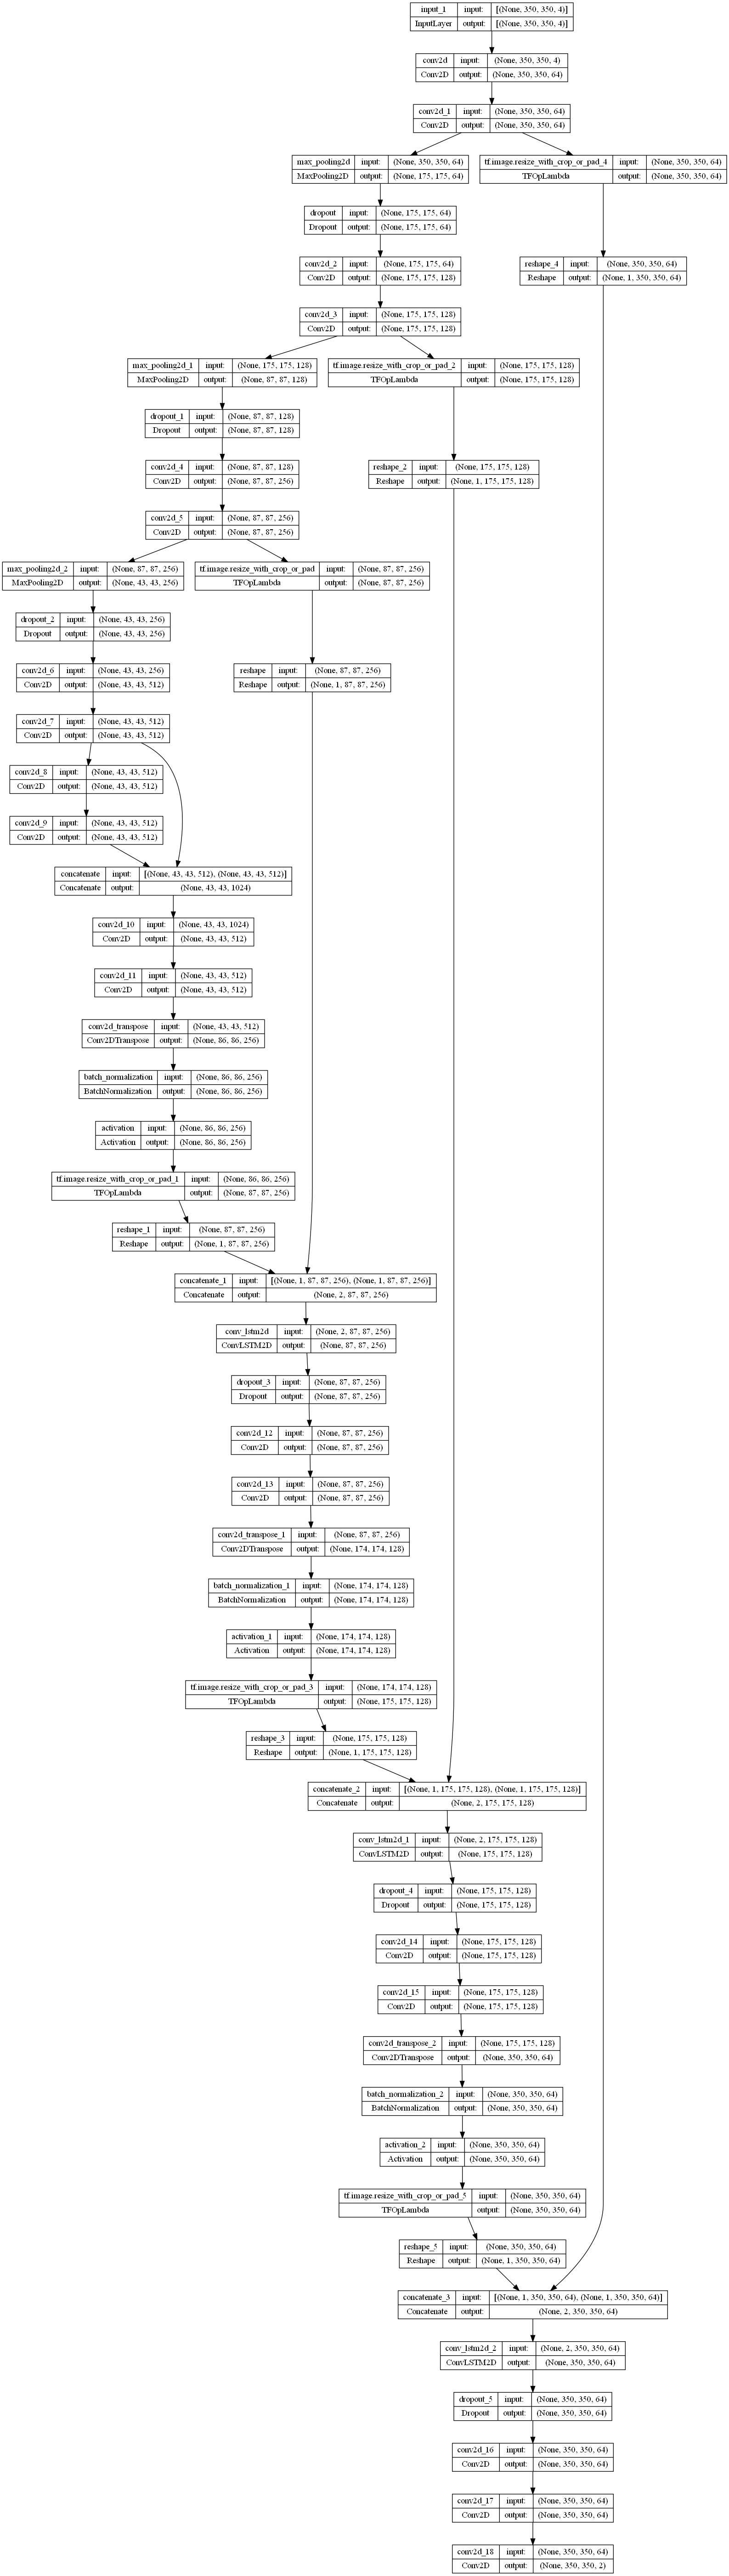 input_1 input: [(None, 350, 350, 4)]
InputLayer output: [(None, 350, 350, 4)]
conv2d input: (None, 350, 350, 4)
Conv2D output: (None, 350, 350, 64)
conv2d_1 input: (None, 350, 350, 64)
Conv2D output: (None, 350, 350, 64)
max_pooling2d input: (None, 350, 350, 64)
MaxPooling2D output: (None, 175, 175, 64)
tf.image.resize_with_crop_or_pad_4 input: (None, 350, 350, 64)
TFOpLambda output: (None, 350, 350, 64)
dropout input: (None, 175, 175, 64)
Dropout output: (None, 175, 175, 64)
conv2d_2 input: (None, 175, 175, 64)
Conv2D output: (None, 175, 175, 128)
reshape_4 input: (None, 350, 350, 64)
Reshape output: (None, 1, 350, 350, 64)
conv2d_3 input: (None, 175, 175, 128)
Conv2D output: (None, 175, 175, 128)
max_pooling2d_1 input: (None, 175, 175, 128)
MaxPooling2D output: (None, 87, 87, 128)
tf.image.resize_with_crop_or_pad_2 input: (None, 175, 175, 128)
TFOpLambda output: (None, 175, 175, 128)
dropout_1 input: (None, 87, 87, 128)
Dropout output: (None, 87, 87, 128)
conv2d_4 input: (None, 87, 87, 128)
Conv2D output: (None, 87, 87, 256)
reshape_2 input: (None, 175, 175, 128)
Reshape output: (None, 1, 175, 175, 128)
conv2d_5 input: (None, 87, 87, 256)
Conv2D output: (None, 87, 87, 256)
max_pooling2d_2 input: (None, 87, 87, 256)
MaxPooling2D output: (None, 43, 43, 256)
tf.image.resize_with_crop_or_pad input: (None, 87, 87, 256)
TFOpLambda output: (None, 87, 87, 256)
dropout_2 input: (None, 43, 43, 256)
Dropout output: (None, 43, 43, 256)
conv2d_6 input: (None, 43, 43, 256)
Conv2D output: (None, 43, 43, 512)
reshape input: (None, 87, 87, 256)
Reshape output: (None, 1, 87, 87, 256)
conv2d_7 input: (None, 43, 43, 512)
Conv2D output: (None, 43, 43, 512)
conv2d_8 input: (None, 43, 43, 512)
Conv2D output: (None, 43, 43, 512)
conv2d_9 input: (None, 43, 43, 512)
Conv2D output: (None, 43, 43, 512)
concatenate input: [(None, 43, 43, 512), (None, 43, 43, 512)]
Concatenate output: (None, 43, 43, 1024)
conv2d_10 input: (None, 43, 43, 1024)
Conv2D output: (None, 43, 43, 512)
conv2d_11 input: (None, 43, 43, 512)
Conv2D output: (None, 43, 43, 512)
conv2d_transpose input: (None, 43, 43, 512)
Conv2DTranspose output: (None, 86, 86, 256)
batch_normalization input: (None, 86, 86, 256)
BatchNormalization output: (None, 86, 86, 256)
activation input: (None, 86, 86, 256)
Activation output: (None, 86, 86, 256)
tf.image.resize_with_crop_or_pad_1 input: (None, 86, 86, 256)
TFOpLambda output: (None, 87, 87, 256)
reshape_1 input: (None, 87, 87, 256)
Reshape output: (None, 1, 87, 87, 256)
concatenate_1 input: [(None, 1, 87, 87, 256), (None, 1, 87, 87, 256)]
Concatenate output: (None, 2, 87, 87, 256)
conv_lstm2d input: (None, 2, 87, 87, 256)
ConvLSTM2D output: (None, 87, 87, 256)
dropout_3 input: (None, 87, 87, 256)
Dropout output: (None, 87, 87, 256)
conv2d_12 input: (None, 87, 87, 256)
Conv2D output: (None, 87, 87, 256)
conv2d_13 input: (None, 87, 87, 256)
Conv2D output: (None, 87, 87, 256)
conv2d_transpose_1 input: (None, 87, 87, 256)
Conv2DTranspose output: (None, 174, 174, 128)
batch_normalization_1 input: (None, 174, 174, 128)
BatchNormalization output: (None, 174, 174, 128)
activation_1 input: (None, 174, 174, 128)
Activation output: (None, 174, 174, 128)
tf.image.resize_with_crop_or_pad_3 input: (None, 174, 174, 128)
TFOpLambda output: (None, 175, 175, 128)
reshape_3 input: (None, 175, 175, 128)
Reshape output: (None, 1, 175, 175, 128)
concatenate_2 input: [(None, 1, 175, 175, 128), (None, 1, 175, 175, 128)]
Concatenate output: (None, 2, 175, 175, 128)
conv_lstm2d_1 input: (None, 2, 175, 175, 128)
ConvLSTM2D output: (None, 175, 175, 128)
dropout_4 input: (None, 175, 175, 128)
Dropout output: (None, 175, 175, 128)
conv2d_14 input: (None, 175, 175, 128)
Conv2D output: (None, 175, 175, 128)
conv2d_15 input: (None, 175, 175, 128)
Conv2D output: (None, 175, 175, 128)
conv2d_transpose_2 input: (None, 175, 175, 128)
Conv2DTranspose output: (None, 350, 350, 64)
batch_normalization_2 input: (None, 350, 350, 64)
BatchNormalization output: (None, 350, 350, 64)
activation_2 input: (None, 350, 350, 64)
Activation output: (None, 350, 350, 64)
tf.image.resize_with_crop_or_pad_5 input: (None, 350, 350, 64)
TFOpLambda output: (None, 350, 350, 64)
reshape_5 input: (None, 350, 350, 64)
Reshape output: (None, 1, 350, 350, 64)
concatenate_3 input: [(None, 1, 350, 350, 64), (None, 1, 350, 350, 64)]
Concatenate output: (None, 2, 350, 350, 64)
conv_lstm2d_2 input: (None, 2, 350, 350, 64)
ConvLSTM2D output: (None, 350, 350, 64)
dropout_5 input: (None, 350, 350, 64)
Dropout output: (None, 350, 350, 64)
conv2d_16 input: (None, 350, 350, 64)
Conv2D output: (None, 350, 350, 64)
conv2d_17 input: (None, 350, 350, 64)
Conv2D output: (None, 350, 350, 64)
conv2d_18 input: (None, 350, 350, 64)
Conv2D output: (None, 350, 350, 2)